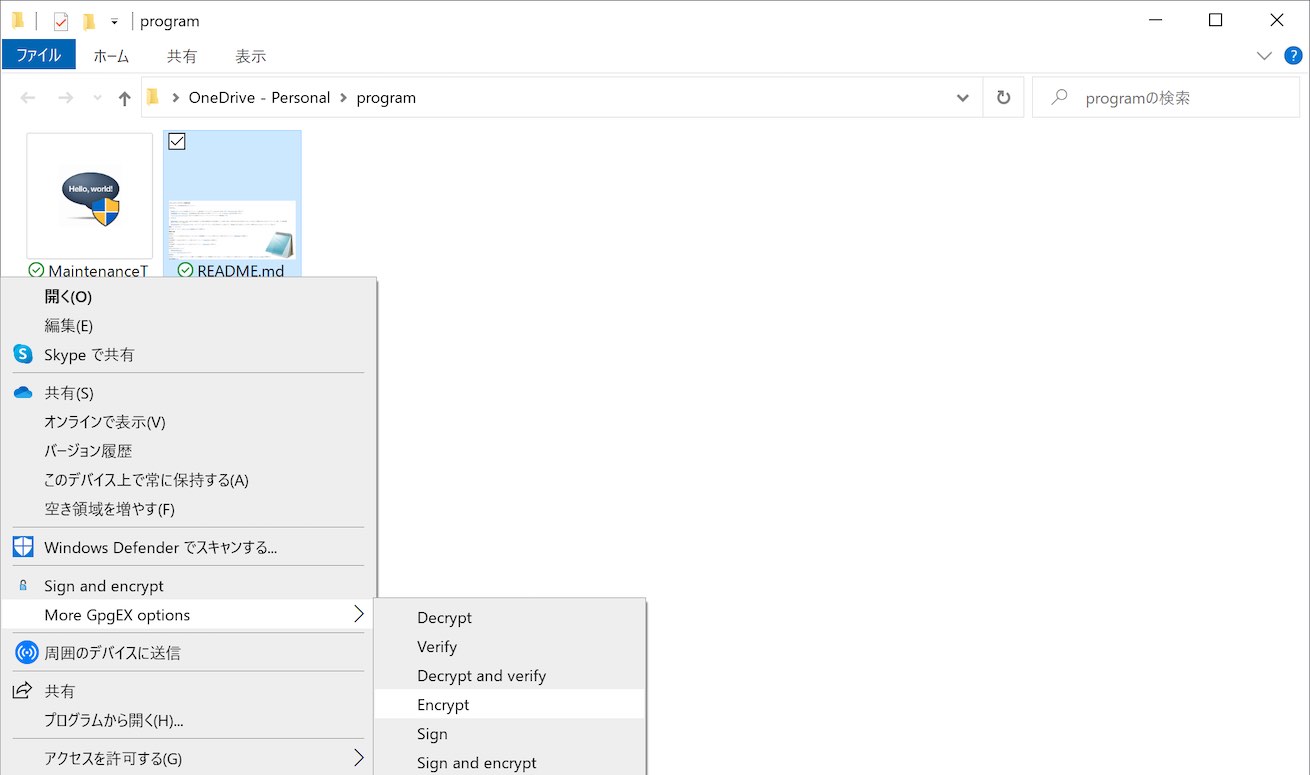 program
ファイル
ホーム
共有
表示
OneDrive - Personal
program
programの検索
Hello, world!
MaintenanceT
README.md
開く(O)
編集(E)
Skype で共有
共有(S)
オンラインで表示(V)
バージョン履歴
このデバイス上で常に保持する(A)
空き領域を増やす(F)
Windows Defender でスキャンする...
Sign and encrypt
More GpgEX options
周囲のデバイスに送信
共有
プログラムから開く(H)...
アクセスを許可する(G)
Decrypt
Verify
Decrypt and verify
Encrypt
Sign
Sign and encrypt